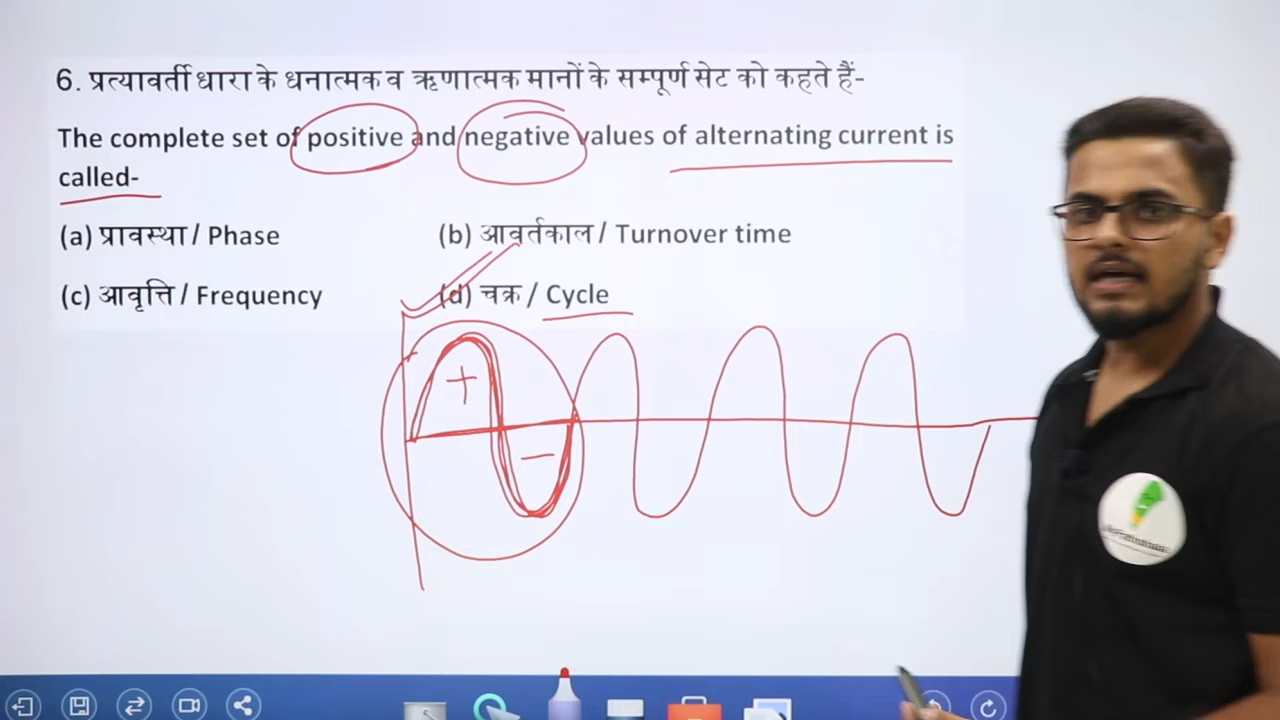 6. प्रत्यावर्ती धारा के धनात्मक व ऋणात्मक मानों के सम्पूर्ण सेट को कहते हैं-
The complete set of positive and negative values of alternating current is
called-
(a) प्रावस्था / Phase (b) आवर्तकाल / Turnover time
(c) आवृत्ति / Frequency (d) चक्र / Cycle
+
−